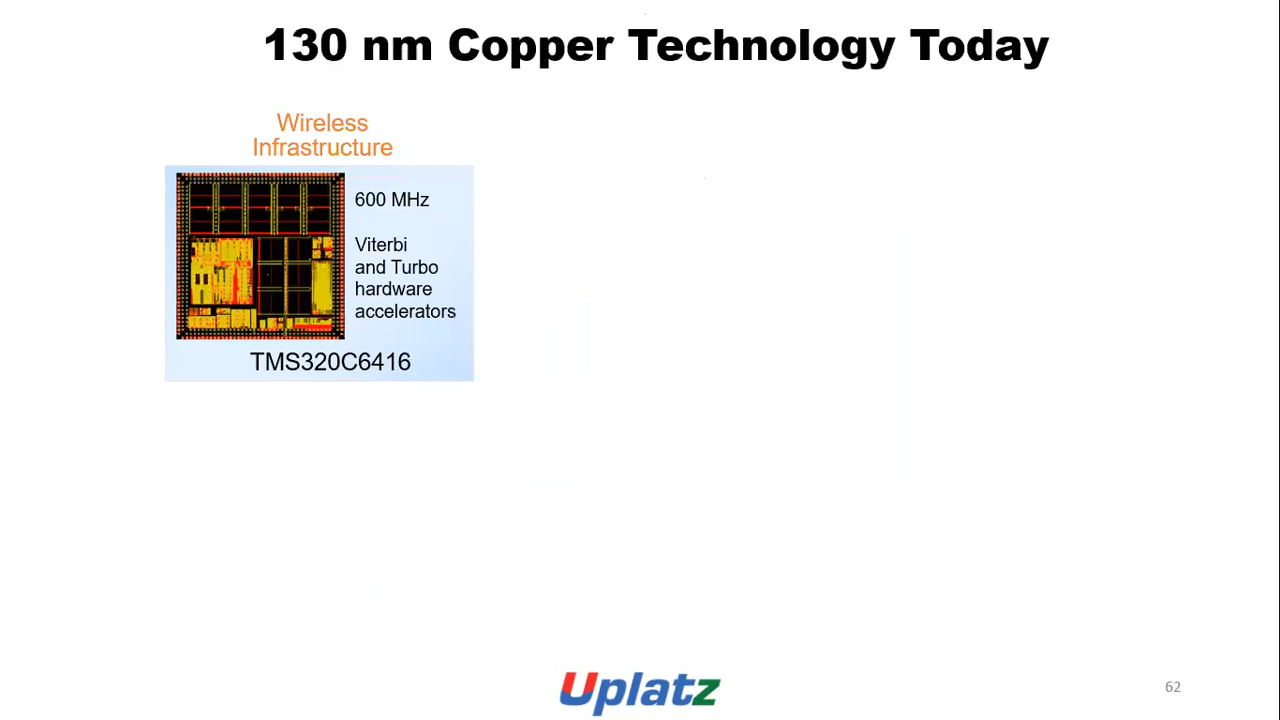 130 nm Copper Technology Today
Wireless
Infrastructure
600 MHz
Viterbi
and Turbo
hardware
accelerators
TMS320C6416
Uplatz
62